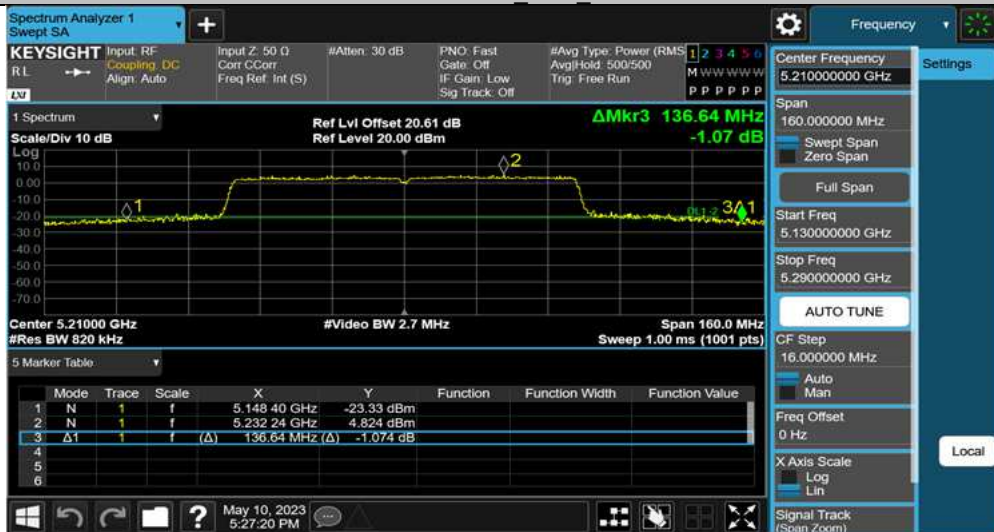 Spectrum Analyzer 1
Swept SA
+
Frequency
KEYSIGHT
RL
LXI
Input: RF
Coupling: DC
Align: Auto
Input Z: 50 Ω
Corr CCorr
Freq Ref: Int (S)
#Atten: 30 dB
PNO: Fast
Gate: Off
IF Gain: Low
Sig Track: Off
#Avg Type: Power (RMS
Avg|Hold: 500/500
Trig: Free Run
1 2 3 4 5 6
M W W W W W
P P P P P P
1 Spectrum
Scale/Div 10 dB
Ref Lvl Offset 20.61 dB
Ref Level 20.00 dBm
ΔMkr3 136.64 MHz
-1.07 dB
Log
10.0
0.00
-10.0
-20.0
-30.0
-40.0
-50.0
-60.0
-70.0
1
2
3Δ1
Center 5.21000 GHz
#Res BW 820 kHz
#Video BW 2.7 MHz
Span 160.0 MHz
Sweep 1.00 ms (1001 pts)
5 Marker Table
Mode Trace Scale X Y Function Function Width Function Value
1 N 1 f 5.148 40 GHz -23.33 dBm
2 N 1 f 5.232 24 GHz 4.824 dBm
3 Δ1 1 f (Δ) 136.64 MHz (Δ) -1.074 dB
4
5
6
?
May 10, 2023
5:27:20 PM
Center Frequency
5.210000000 GHz
Settings
Span
160.000000 MHz
Swept Span
Zero Span
Full Span
Start Freq
5.130000000 GHz
Stop Freq
5.290000000 GHz
AUTO TUNE
CF Step
16.000000 MHz
Auto
Man
Freq Offset
0 Hz
X Axis Scale
Log
Lin
Local
Signal Track
(Span Zoom)